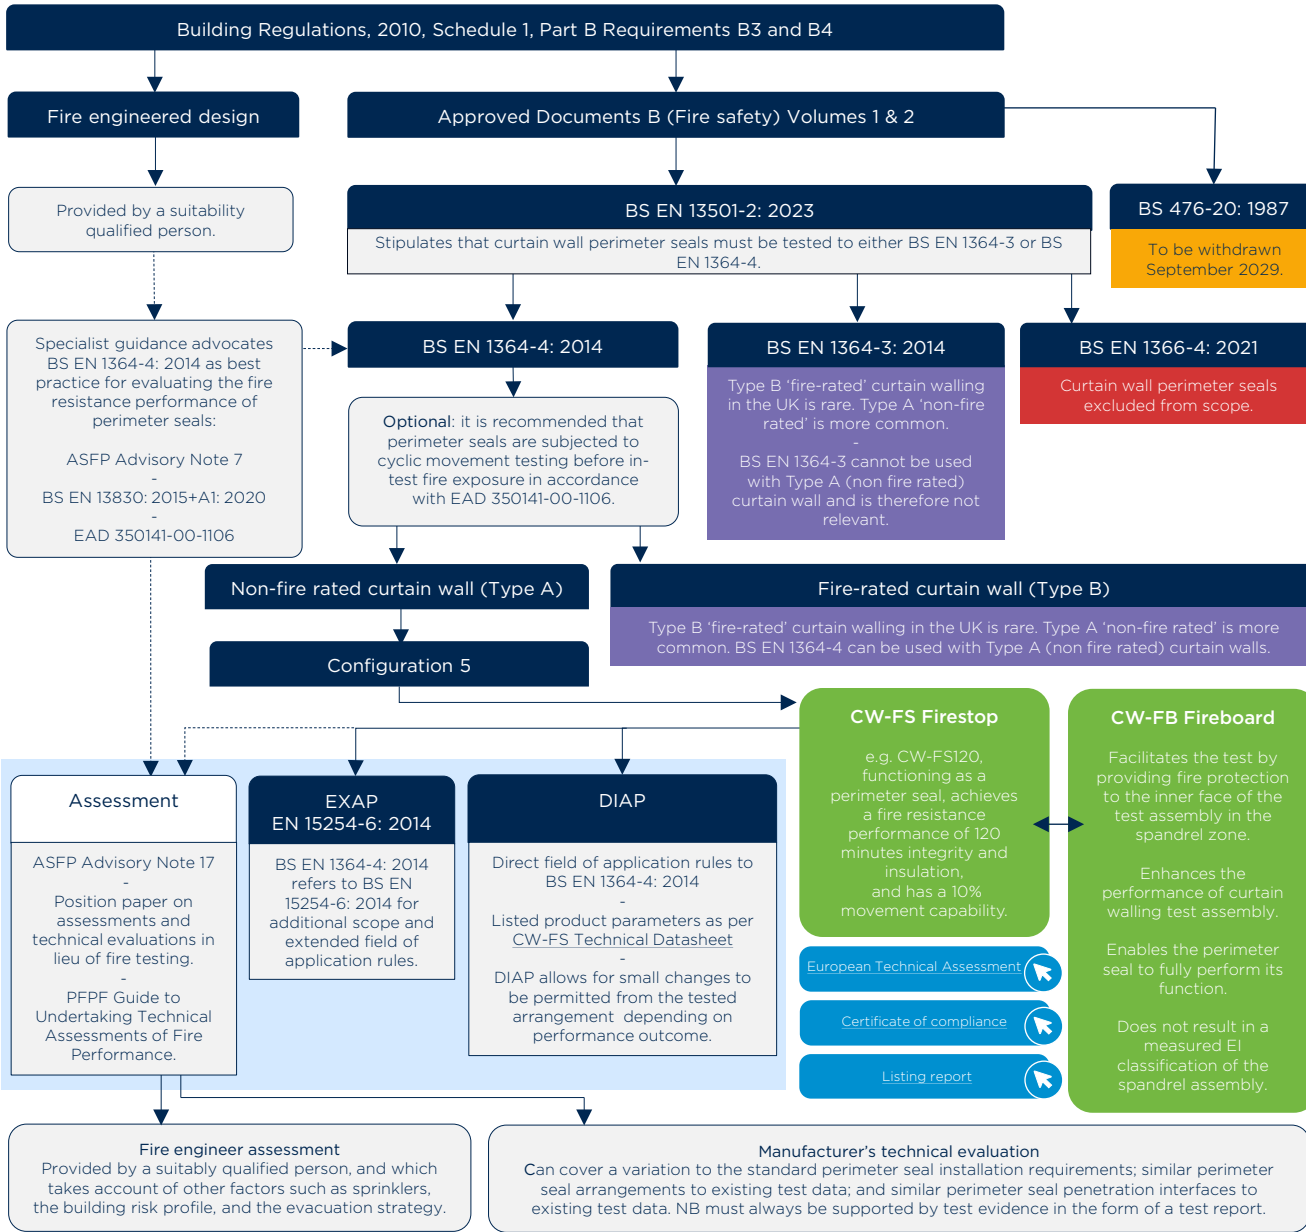 Building Regulations, 2010, Schedule 1, Part B Requirements B3 and B4
Fire engineered design
Approved Documents B (Fire safety) Volumes 1 & 2
Provided by a suitability
qualified person.
BS EN 13501-2: 2023
Stipulates that curtain wall perimeter seals must be tested to either BS EN 1364-3 or BS
EN 1364-4.
BS 476-20: 1987
To be withdrawn
September 2029.
Specialist guidance advocates
BS EN 1364-4: 2014 as best
practice for evaluating the fire
resistance performance of
perimeter seals:
ASFP Advisory Note 7
-
BS EN 13830: 2015+A1: 2020
-
EAD 350141-00-1106
BS EN 1364-4: 2014
Optional: it is recommended that
perimeter seals are subjected to
cyclic movement testing before in-
test fire exposure in accordance
with EAD 350141-00-1106.
BS EN 1364-3: 2014
Type B ‘fire-rated’ curtain walling
in the UK is rare. Type A ‘non-fire
rated’ is more common.
-
BS EN 1364-3 cannot be used
with Type A (non fire rated)
curtain wall and is therefore not
relevant.
BS EN 1366-4: 2021
Curtain wall perimeter seals
excluded from scope.
Non-fire rated curtain wall (Type A)
Fire-rated curtain wall (Type B)
Type B ‘fire-rated’ curtain walling in the UK is rare. Type A ‘non-fire rated’ is more
common. BS EN 1364-4 can be used with Type A (non fire rated) curtain walls.
Configuration 5
CW-FS Firestop
e.g. CW-FS120,
functioning as a
perimeter seal, achieves
a fire resistance
performance of 120
minutes integrity and
insulation,
and has a 10%
movement capability.
CW-FB Fireboard
Facilitates the test by
providing fire protection
to the inner face of the
test assembly in the
spandrel zone.
Enhances the
performance of curtain
walling test assembly.
Enables the perimeter
seal to fully perform its
function.
Does not result in a
measured EI
classification of the
spandrel assembly.
European Technical Assessment
Certificate of compliance
Listing report
Assessment
ASFP Advisory Note 17
-
Position paper on
assessments and
technical evaluations in
lieu of fire testing.
-
PFPF Guide to
Undertaking Technical
Assessments of Fire
Performance.
EXAP
EN 15254-6: 2014
BS EN 1364-4: 2014
refers to BS EN
15254-6: 2014 for
additional scope and
extended field of
application rules.
DIAP
Direct field of application rules to
BS EN 1364-4: 2014
-
Listed product parameters as per
CW-FS Technical Datasheet
-
DIAP allows for small changes to
be permitted from the tested
arrangement depending on
performance outcome.
Fire engineer assessment
Provided by a suitably qualified person, and which
takes account of other factors such as sprinklers,
the building risk profile, and the evacuation strategy.
Manufacturer’s technical evaluation
Can cover a variation to the standard perimeter seal installation requirements; similar perimeter
seal arrangements to existing test data; and similar perimeter seal penetration interfaces to
existing test data. NB must always be supported by test evidence in the form of a test report.